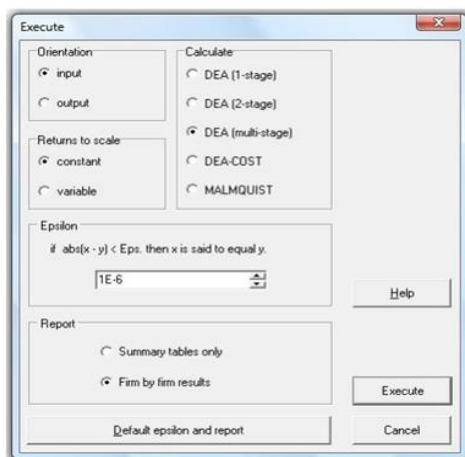 Execute
Orientation
input
output
Returns to scale
constant
variable
Calculate
DEA (1-stage)
DEA (2-stage)
DEA (multi-stage)
DEA-COST
MALMQUIST
Epsilon
if abs(x - y) < Eps. then x is said to equal y.
1E-6
Help
Report
Summary tables only
Firm by firm results
Execute
Default epsilon and report
Cancel